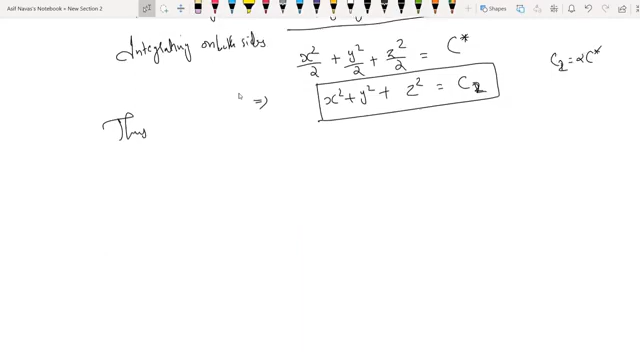 Asif Navas's Notebook » New Section 2
Shapes
Integrating on both sides
x²/2 + y²/2 + z²/2 = C*
C₂ = 2C*
⇒ x² + y² + z² = C₂
Thus